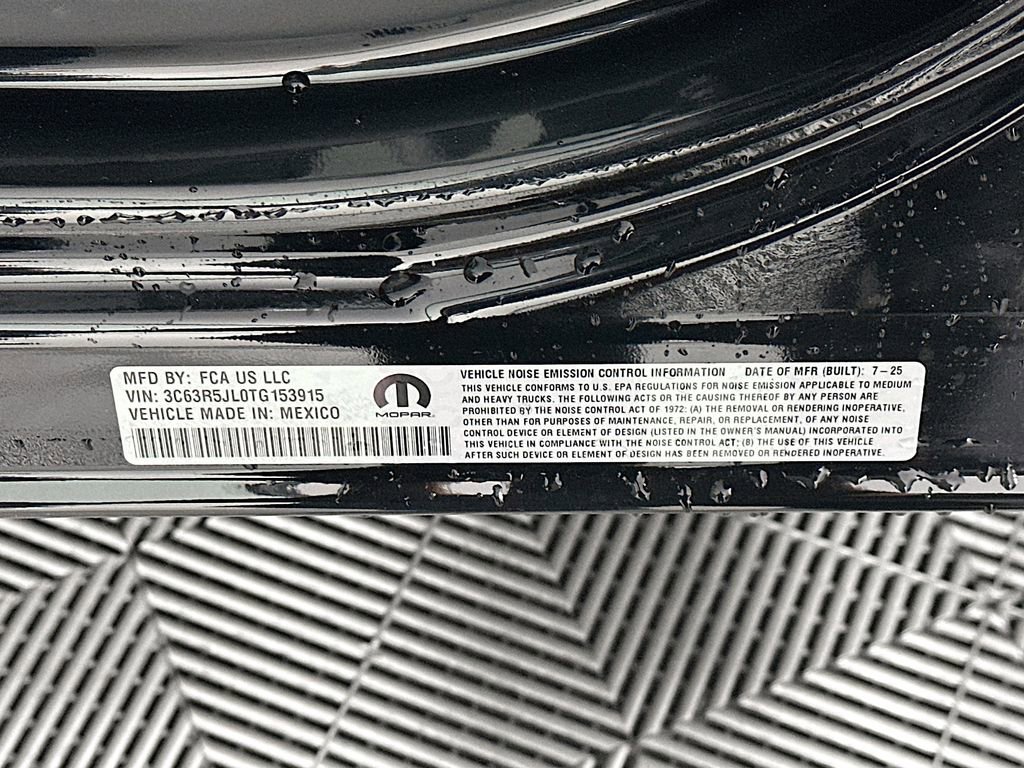 MFD BY: FCA US LLC
VIN: 3C63R5JL0TG153915
VEHICLE MADE IN: MEXICO
MOPAR.
VEHICLE NOISE EMISSION CONTROL INFORMATION DATE OF MFR (BUILT): 7-25
THIS VEHICLE CONFORMS TO U.S. EPA REGULATIONS FOR NOISE EMISSION APPLICABLE TO MEDIUM
AND HEAVY TRUCKS. THE FOLLOWING ACTS OR THE CAUSING THEREOF BY ANY PERSON ARE
PROHIBITED BY THE NOISE CONTROL ACT OF 1972: (A) THE REMOVAL OR RENDERING INOPERATIVE,
OTHER THAN FOR PURPOSES OF MAINTENANCE, REPAIR, OR REPLACEMENT, OF ANY NOISE
CONTROL DEVICE OR ELEMENT OF DESIGN (LISTED IN THE OWNER'S MANUAL) INCORPORATED INTO
THIS VEHICLE IN COMPLIANCE WITH THE NOISE CONTROL ACT; (B) THE USE OF THIS VEHICLE
AFTER SUCH DEVICE OR ELEMENT OF DESIGN HAS BEEN REMOVED OR RENDERED INOPERATIVE.